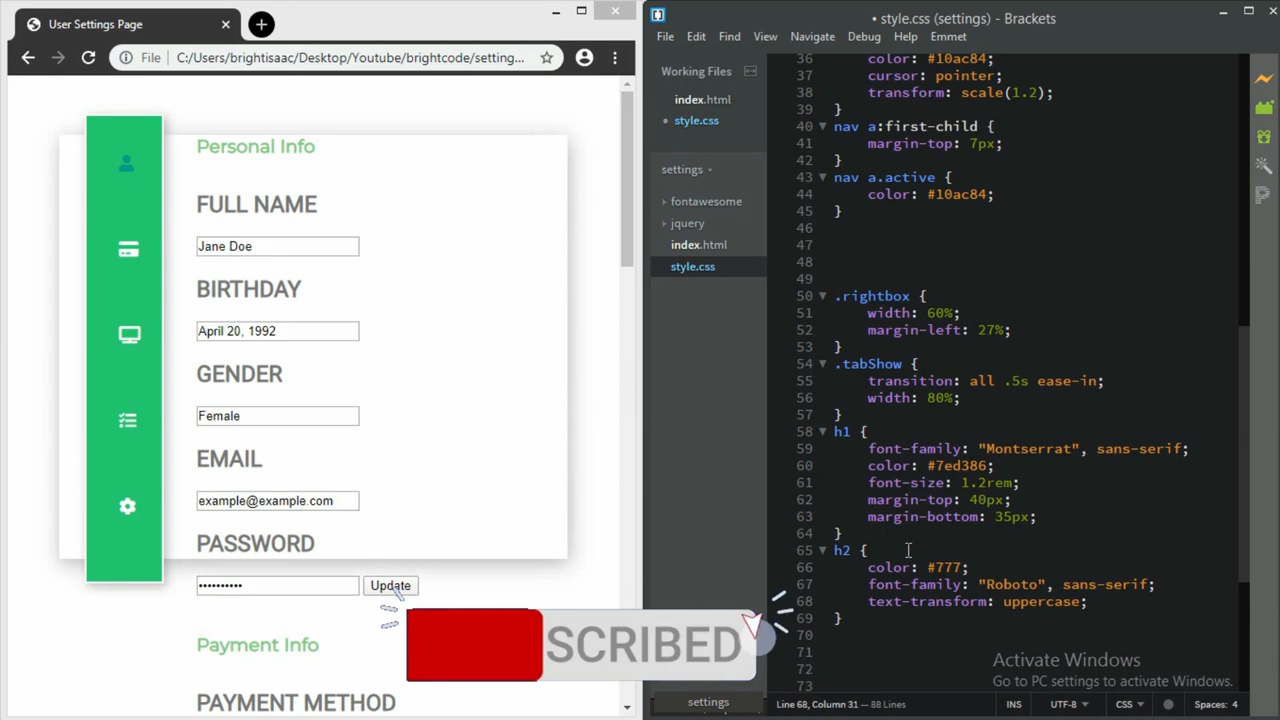 User Settings Page
File
C:/Users/brightisaac/Desktop/Youtube/brightcode/setting...
Personal Info
FULL NAME
Jane Doe
BIRTHDAY
April 20, 1992
GENDER
Female
EMAIL
example@example.com
PASSWORD
••••••••••
Update
Payment Info
PAYMENT METHOD
SCRIBED
• style.css (settings) - Brackets
File Edit Find View Navigate Debug Help Emmet
Working Files
index.html
style.css
settings
fontawesome
jquery
index.html
style.css
36 color: #10ac84;
37 cursor: pointer;
38 transform: scale(1.2);
39 }
40 nav a:first-child {
41 margin-top: 7px;
42 }
43 nav a.active {
44 color: #10ac84;
45 }
46
47
48
49
50 .rightbox {
51 width: 60%;
52 margin-left: 27%;
53 }
54 .tabShow {
55 transition: all .5s ease-in;
56 width: 80%;
57 }
58 h1 {
59 font-family: "Montserrat", sans-serif;
60 color: #7ed386;
61 font-size: 1.2rem;
62 margin-top: 40px;
63 margin-bottom: 35px;
64 }
65 h2 {
66 color: #777;
67 font-family: "Roboto", sans-serif;
68 text-transform: uppercase;
69 }
70
71
72
73
Activate Windows
Go to PC settings to activate Windows.
settings
Line 68, Column 31 — 88 Lines
INS UTF-8 CSS Spaces: 4